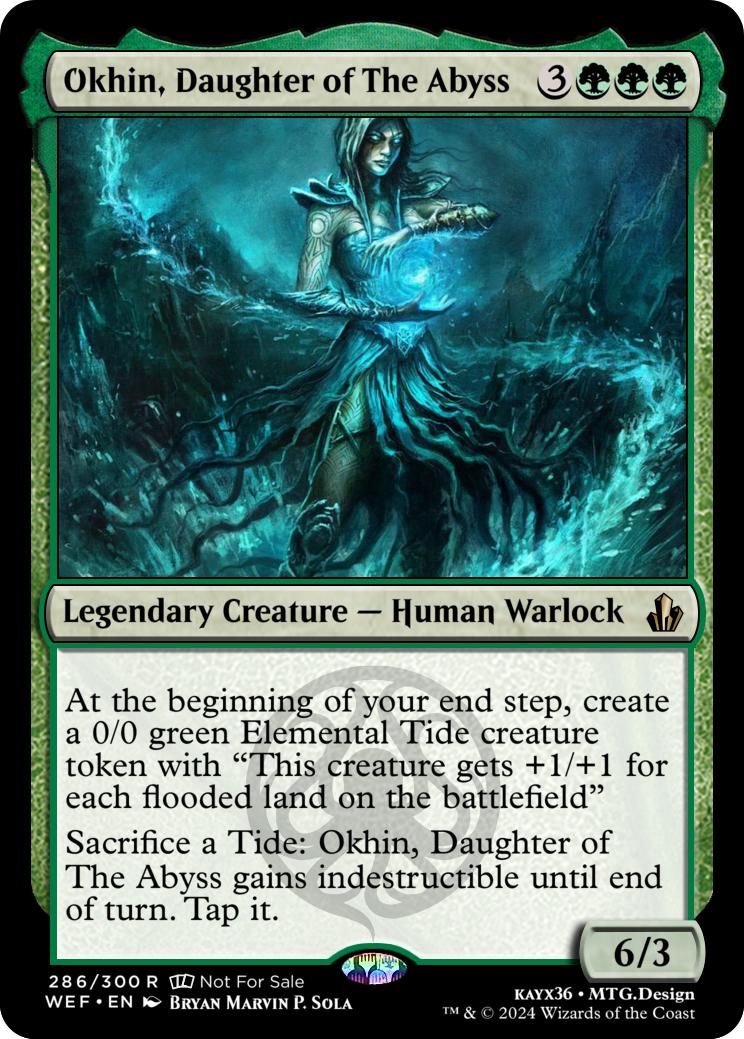 Okhin, Daughter of The Abyss 3
Legendary Creature — Human Warlock
At the beginning of your end step, create
a 0/0 green Elemental Tide creature
token with “This creature gets +1/+1 for
each flooded land on the battlefield”
Sacrifice a Tide: Okhin, Daughter of
The Abyss gains indestructible until end
of turn. Tap it.
6/3
286/300 R Not For Sale
WEF • EN Bryan Marvin P. Sola
KAYX36 • MTG.Design
™ & © 2024 Wizards of the Coast